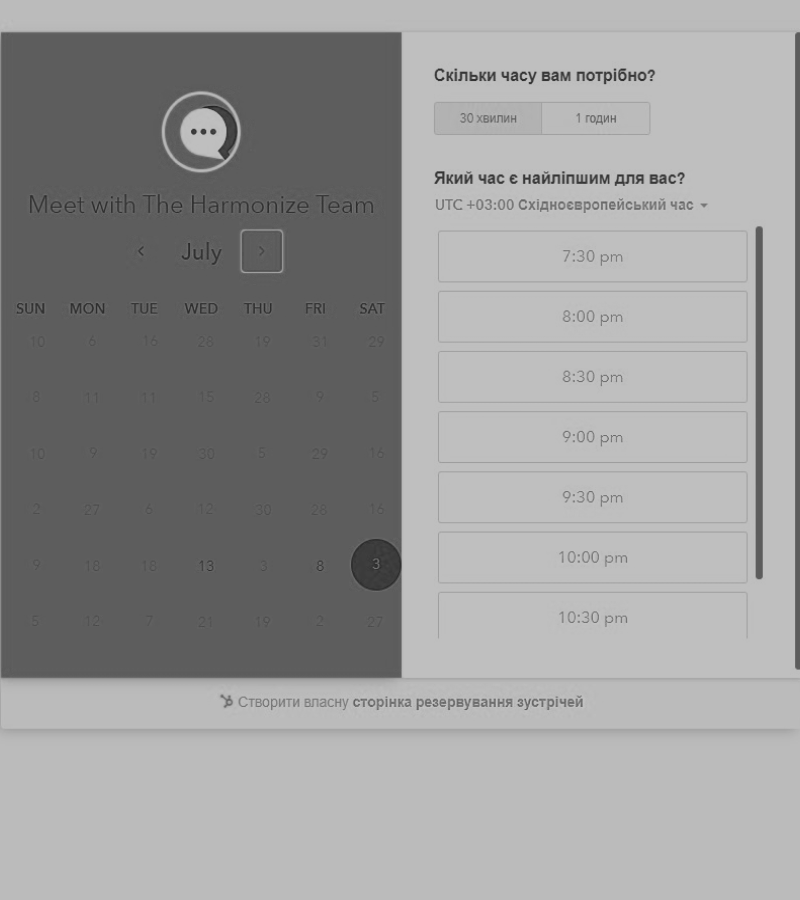 Meet with The Harmonize Team
July
SUN MON TUE WED THU FRI SAT
10 6 16 28 19 31 29
8 11 11 15 28 9 5
10 9 19 30 5 29 16
2 27 6 12 30 28 16
9 18 18 13 3 8 3
5 12 7 21 19 2 27
Скільки часу вам потрібно?
30 хвилин 1 годин
Який час є найліпшим для вас?
UTC +03:00 Східноєвропейський час
7:30 pm
8:00 pm
8:30 pm
9:00 pm
9:30 pm
10:00 pm
10:30 pm
Створити власну сторінка резервування зустрічей